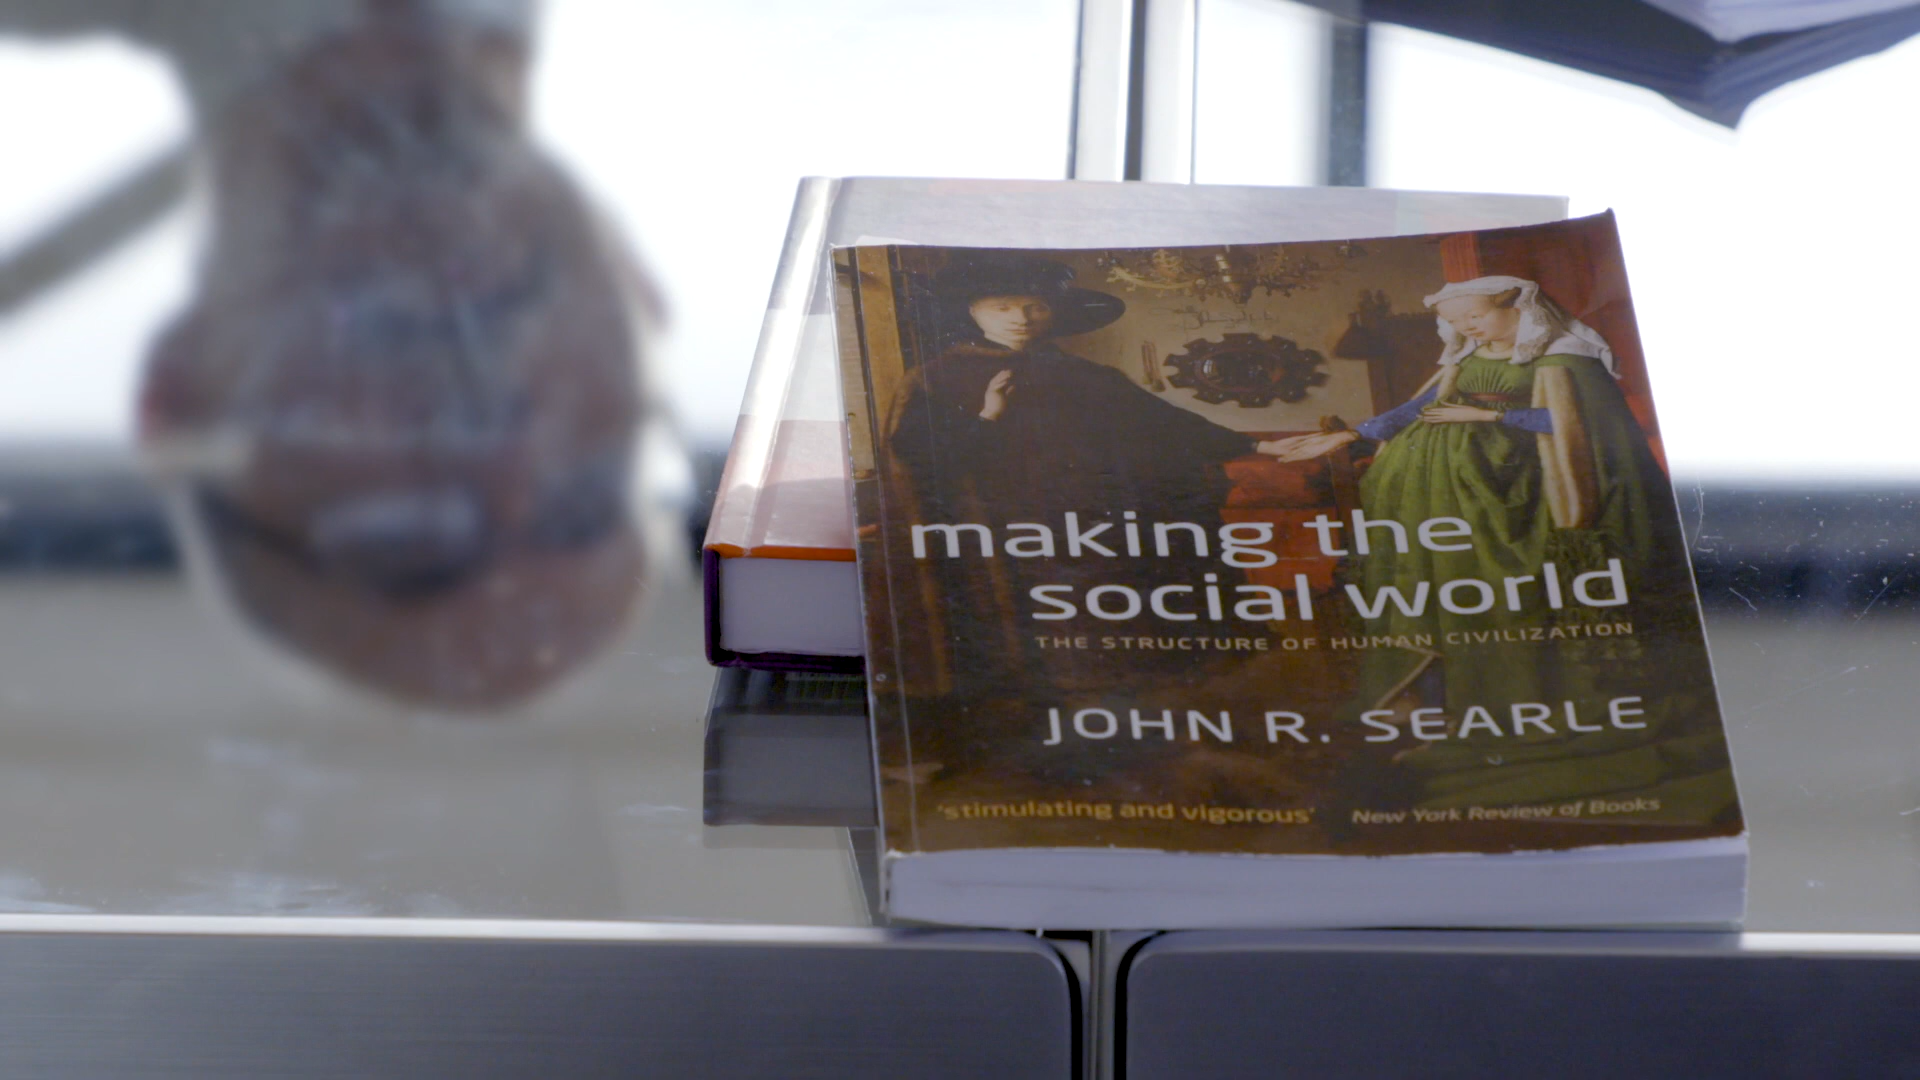 making the
social world
THE STRUCTURE OF HUMAN CIVILIZATION
JOHN R. SEARLE
'stimulating and vigorous' New York Review of Books